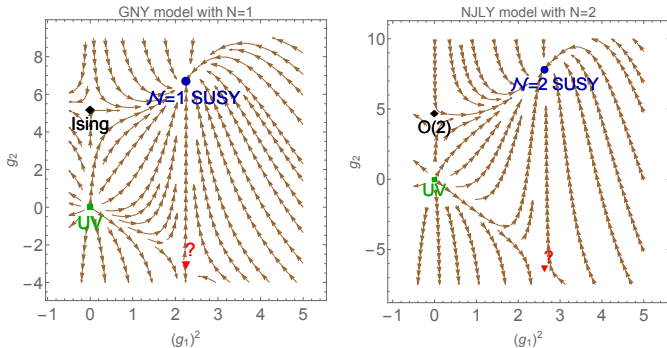 GNY model with N=1
8
6
4
2
0
−2
−4
g₂
−1
0
1
2
3
4
5
(g₁)²
𝒩=1 SUSY
Ising
UV
?
NJLY model with N=2
10
5
0
−5
g₂
−1
0
1
2
3
4
5
6
(g₁)²
𝒩=2 SUSY
O(2)
UV
?